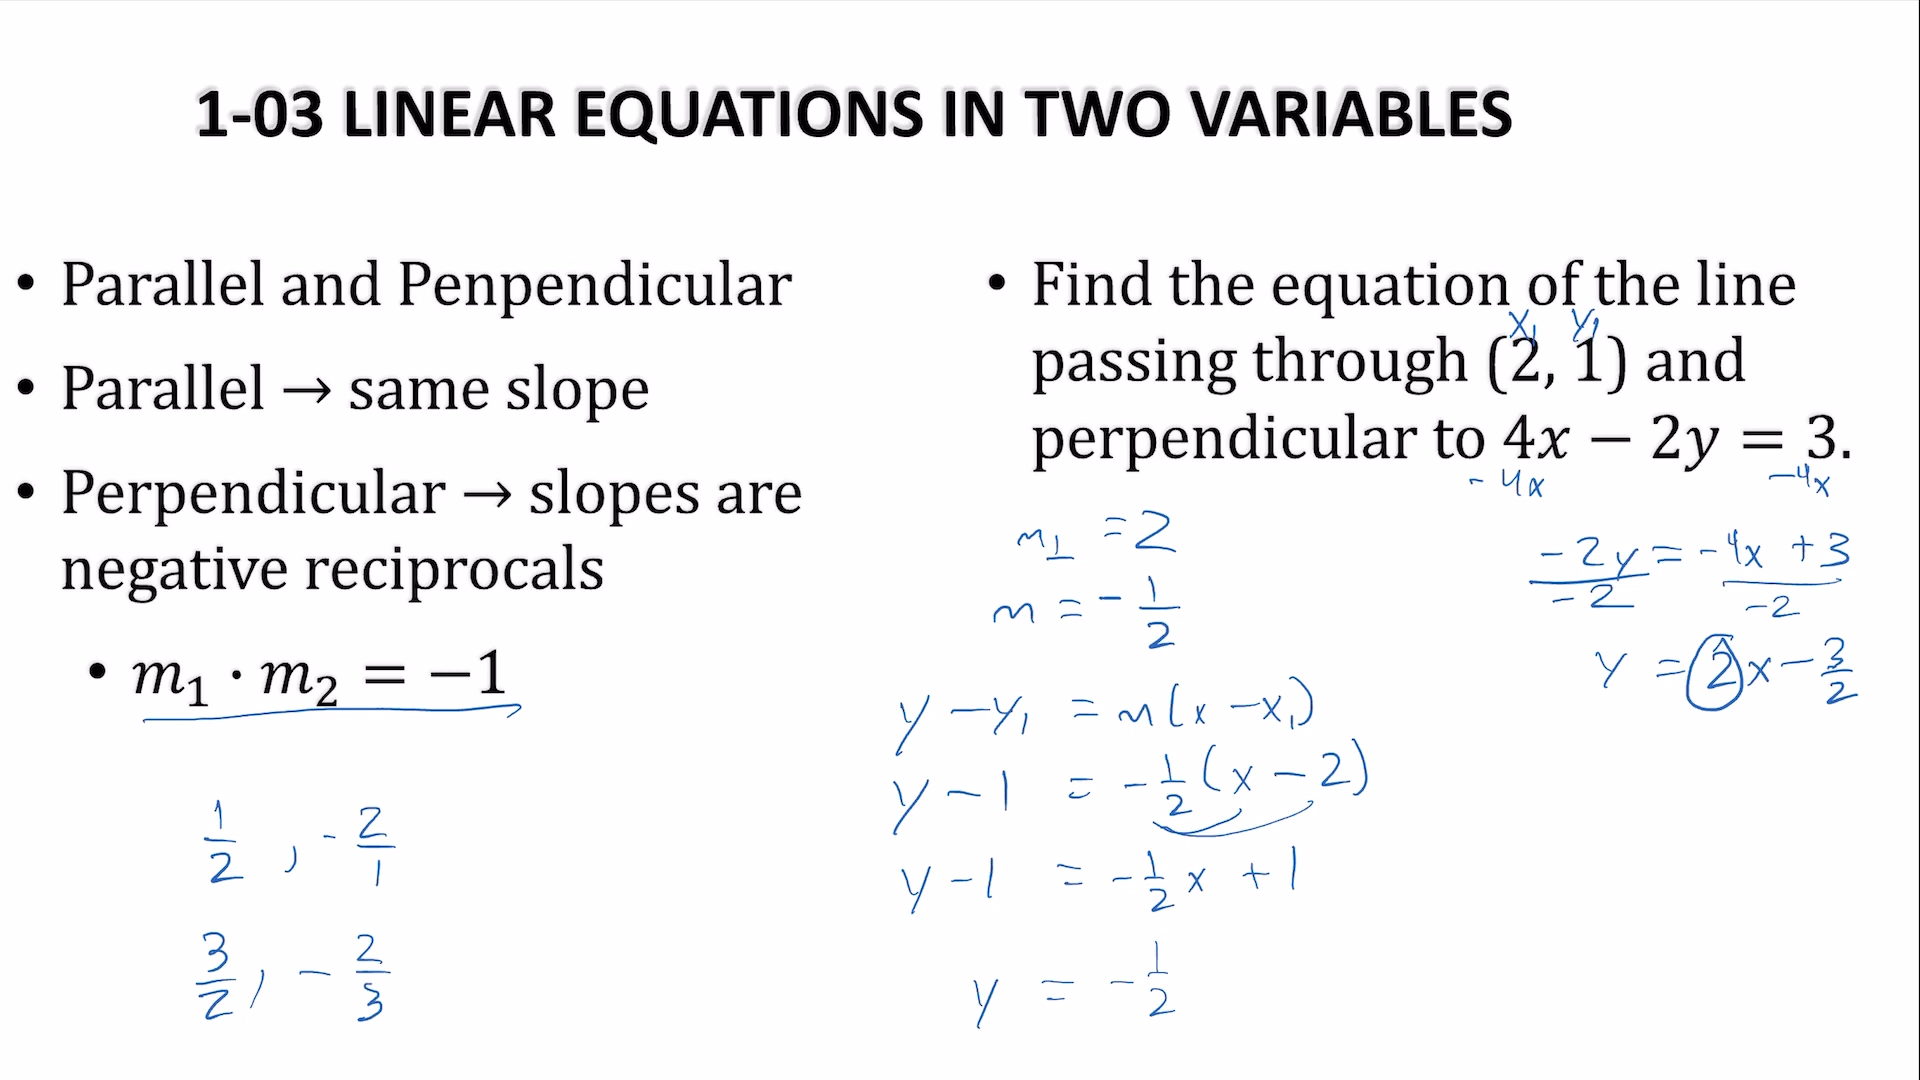 1-03 LINEAR EQUATIONS IN TWO VARIABLES
• Parallel and Penpendicular
• Parallel → same slope
• Perpendicular → slopes are
negative reciprocals
• m₁ · m₂ = −1
1/2 , -2/1
3/2 , -2/3
• Find the equation of the line
x₁ y₁
passing through (2, 1) and
perpendicular to 4x − 2y = 3.
-4x -4x
-2y = -4x + 3
-2 -2
y = 2x - 3/2
m⊥ = 2
m = -1/2
y - y₁ = m(x - x₁)
y - 1 = -1/2 (x - 2)
y - 1 = -1/2 x + 1
y = -1/2